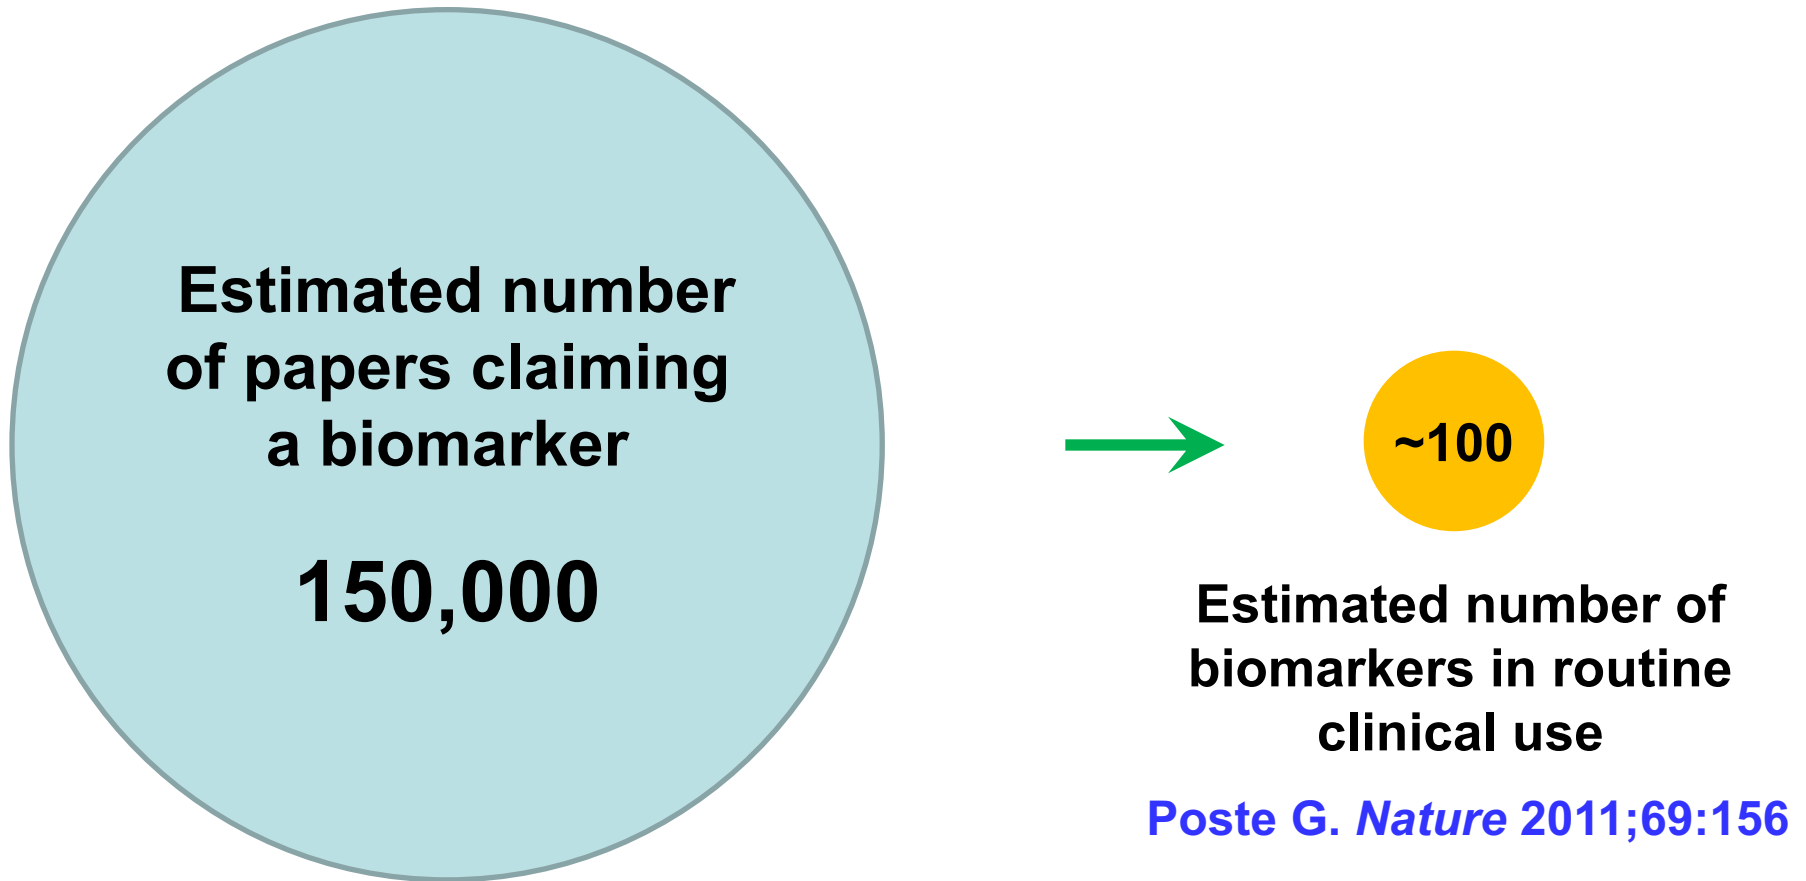 Estimated number
of papers claiming
a biomarker
150,000
~100
Estimated number of
biomarkers in routine
clinical use
Poste G. Nature 2011;69:156